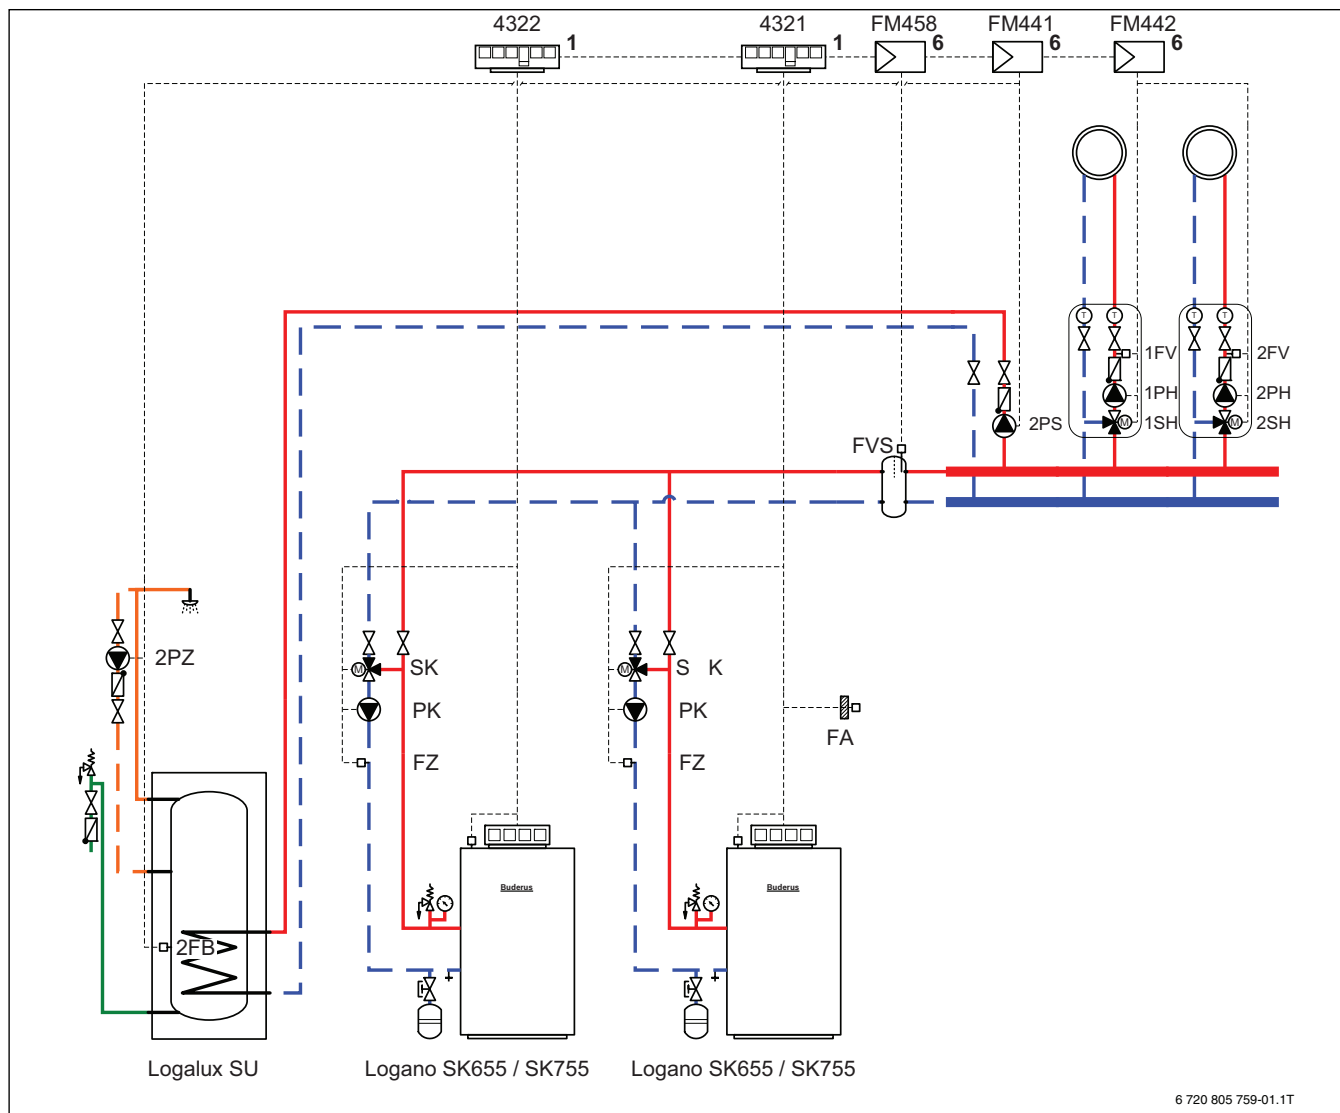 4322
1
4321
1
FM458
6
FM441
6
FM442
6
T
T
T
T
1FV
2FV
1PH
2PH
M
1SH
M
2SH
2PS
FVS
2PZ
M
SK
M
S K
PK
PK
FA
FZ
FZ
Buderus
Buderus
2FB
Logalux SU
Logano SK655 / SK755
Logano SK655 / SK755
6 720 805 759-01.1T